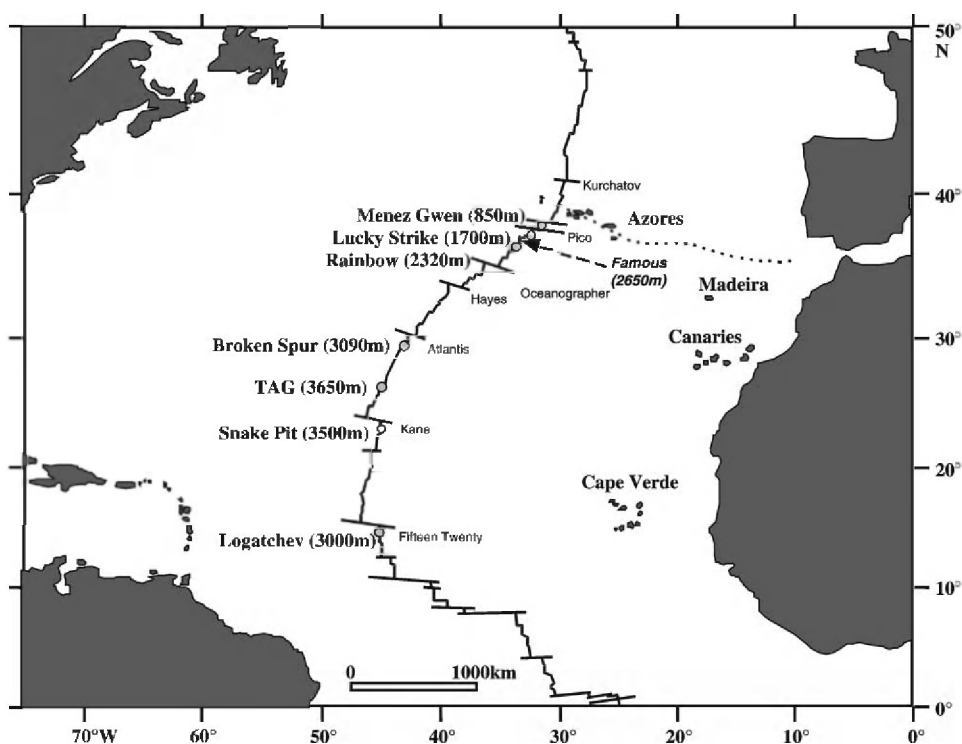 50°
N
40°
Kurchatov
Menez Gwen (850m)
Azores
Pico
Lucky Strike (1700m)
Rainbow (2320m)
Famous
(2650m)
Madeira
Oceanographer
Hayes
Broken Spur (3090m)
Atlantis
Canaries
30°
TAG (3650m)
Snake Pit (3500m)
Kane
20°
Cape Verde
Logatchev (3000m)
Fifteen Twenty
10°
0 1000km
0°
70°W 60° 50° 40° 30° 20° 10° 0°